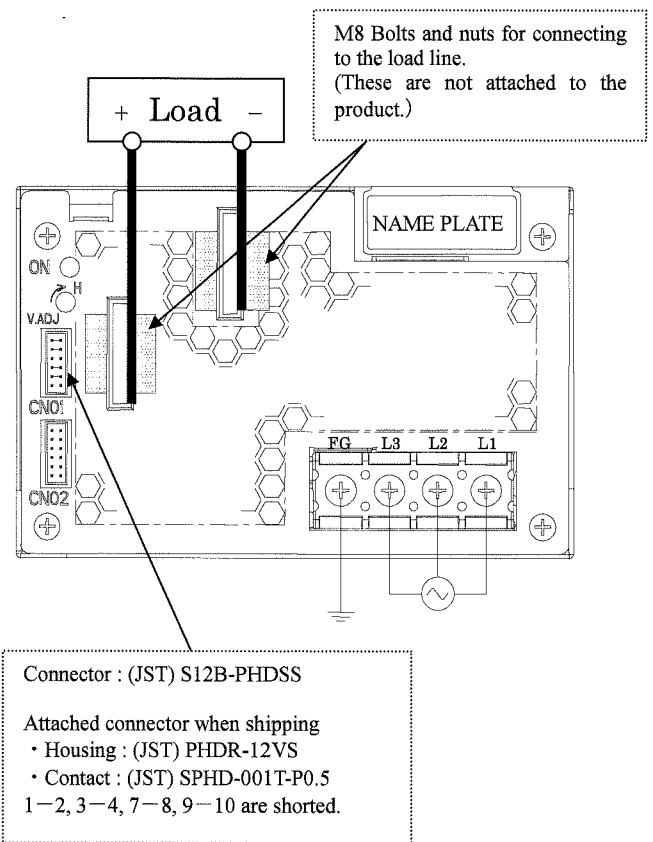 M8 Bolts and nuts for connecting
to the load line.
(These are not attached to the
product.)
+ Load −
NAME PLATE
ON
H
V.ADJ
CN01
CN02
FG L3 L2 L1
Connector : (JST) S12B-PHDSS
Attached connector when shipping
・Housing : (JST) PHDR-12VS
・Contact : (JST) SPHD-001T-P0.5
1−2, 3−4, 7−8, 9−10 are shorted.